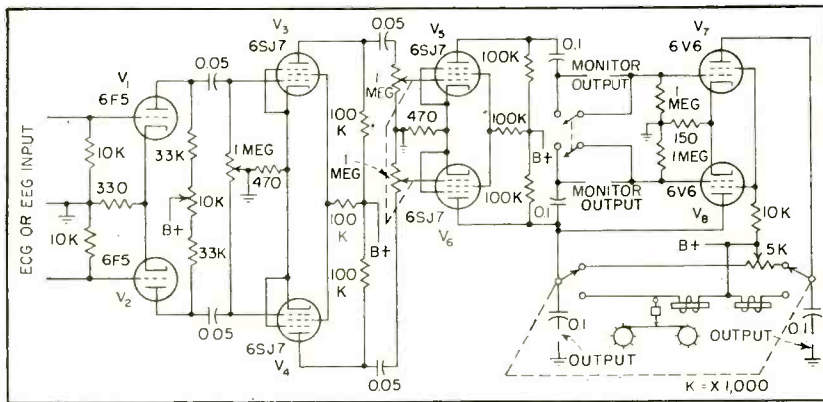 ECG OR EEG INPUT
V1
6F5
10K
330
10K
6F5
V2
0.05
33K
10K
B+
33K
0.05
1 MEG
470
V3
6SJ7
6SJ7
V4
0.05
100
K
100
K
B+
100
K
0.05
1
MEG
1
MEG
V5
6SJ7
470
6SJ7
V6
100K
100K
B+
100K
0.1
MONITOR
OUTPUT
MONITOR
OUTPUT
0.1
V7
6V6
1
MEG
150
1 MEG
6V6
V8
10K
B+
5K
0.1
OUTPUT
OUTPUT
0.1
K = X 1,000